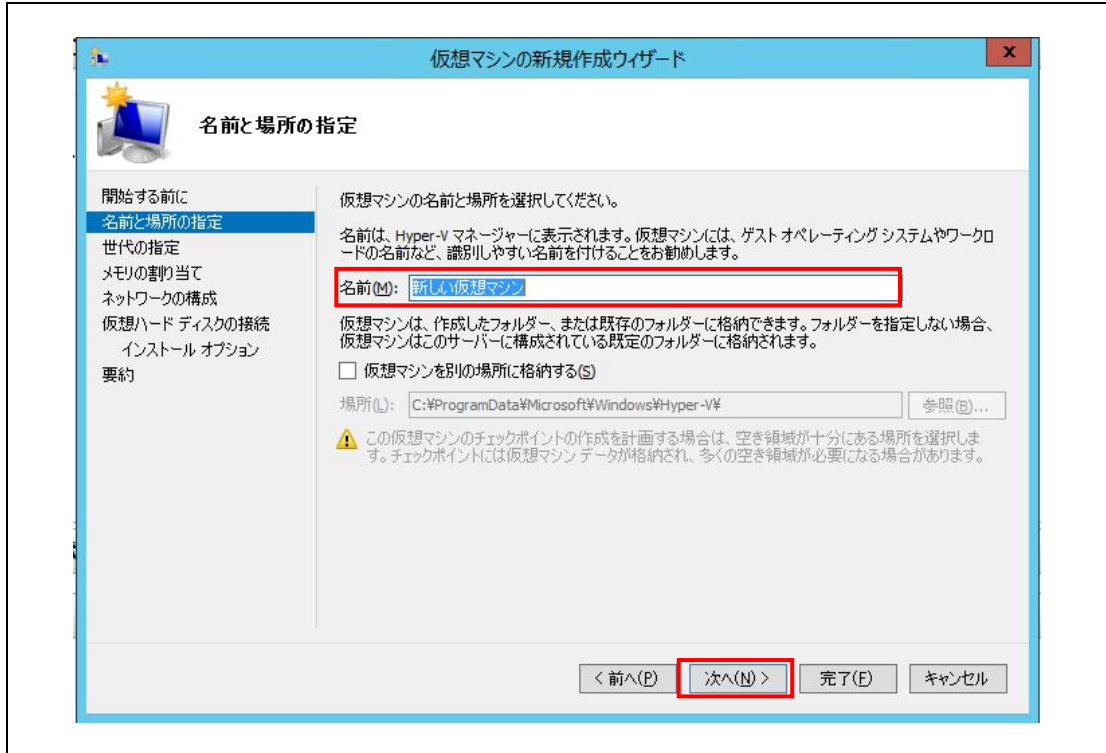 仮想マシンの新規作成ウィザード
x
名前と場所の指定
開始する前に
名前と場所の指定
世代の指定
メモリの割り当て
ネットワークの構成
仮想ハード ディスクの接続
インストール オプション
要約
仮想マシンの名前と場所を選択してください。
名前は、Hyper-V マネージャーに表示されます。仮想マシンには、ゲスト オペレーティング システムやワークロ
ードの名前など、識別しやすい名前を付けることをお勧めします。
名前(M): 新しい仮想マシン
仮想マシンは、作成したフォルダー、または既存のフォルダーに格納できます。フォルダーを指定しない場合、
仮想マシンはこのサーバーに構成されている既定のフォルダーに格納されます。
仮想マシンを別の場所に格納する(S)
場所(L): C:¥ProgramData¥Microsoft¥Windows¥Hyper-V¥ 参照(B)...
この仮想マシンのチェックポイントの作成を計画する場合は、空き領域が十分にある場所を選択しま
す。チェックポイントには仮想マシン データが格納され、多くの空き領域が必要になる場合があります。
< 前へ(P) 次へ(N) > 完了(F) キャンセル